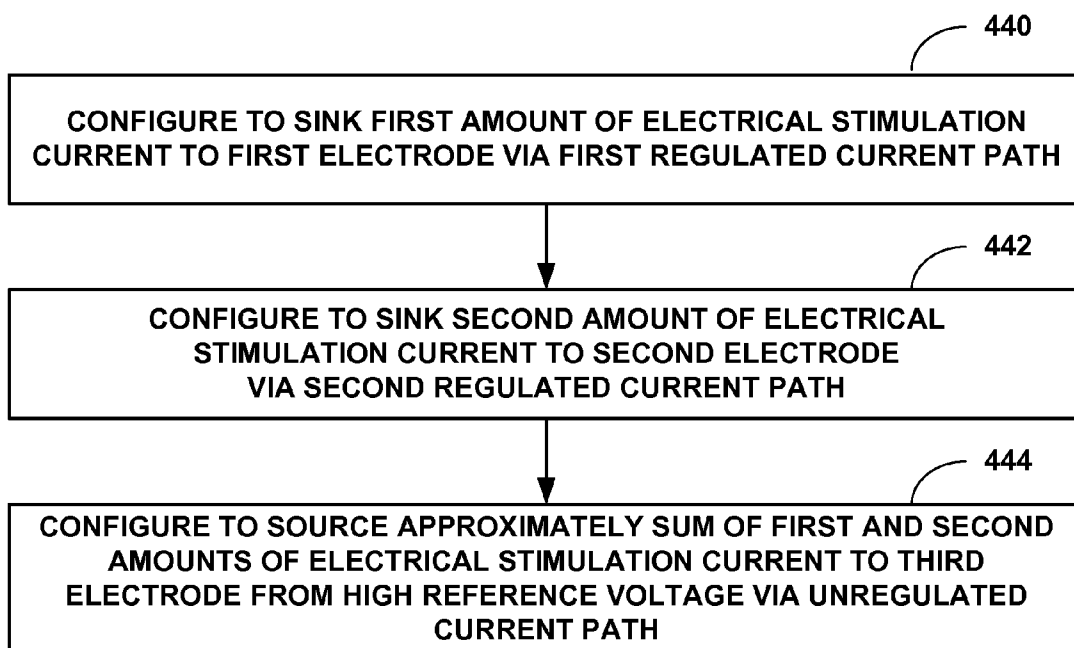 440
CONFIGURE TO SINK FIRST AMOUNT OF ELECTRICAL STIMULATION
CURRENT TO FIRST ELECTRODE VIA FIRST REGULATED CURRENT PATH
442
CONFIGURE TO SINK SECOND AMOUNT OF ELECTRICAL
STIMULATION CURRENT TO SECOND ELECTRODE
VIA SECOND REGULATED CURRENT PATH
444
CONFIGURE TO SOURCE APPROXIMATELY SUM OF FIRST AND SECOND
AMOUNTS OF ELECTRICAL STIMULATION CURRENT TO THIRD
ELECTRODE FROM HIGH REFERENCE VOLTAGE VIA UNREGULATED
CURRENT PATH